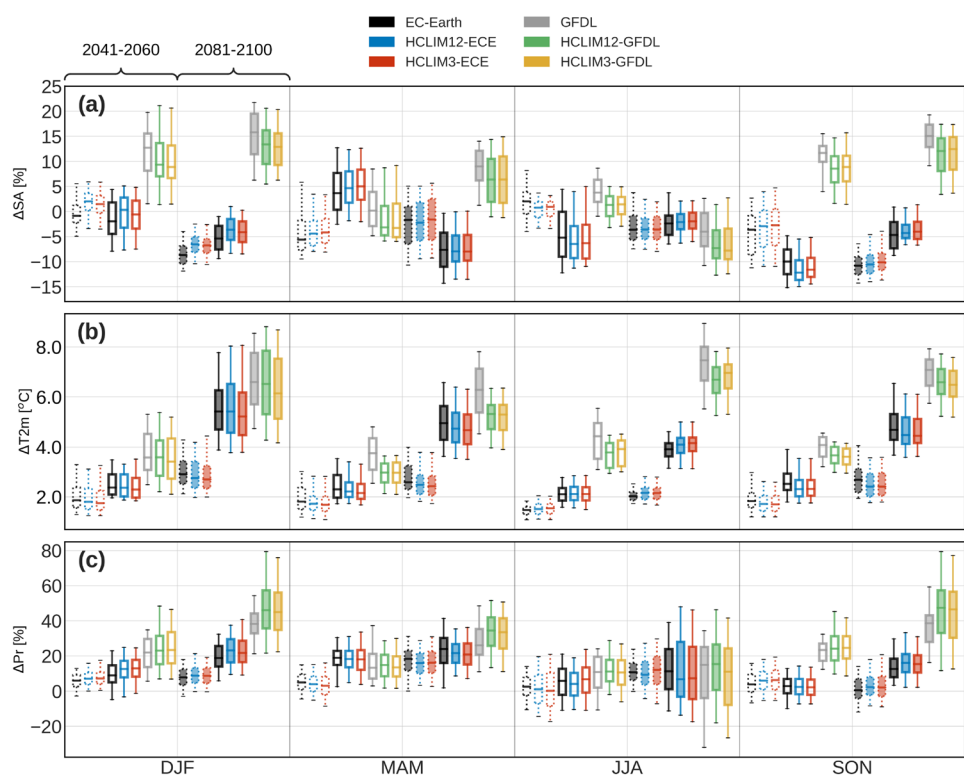 EC-Earth GFDL
HCLIM12-ECE HCLIM12-GFDL
HCLIM3-ECE HCLIM3-GFDL
2041-2060 2081-2100
(a)
ΔSA [%]
25
20
15
10
5
0
−5
−10
−15
(b)
ΔT2m [°C]
8.0
6.0
4.0
2.0
(c)
ΔPr [%]
80
60
40
20
0
−20
DJF MAM JJA SON